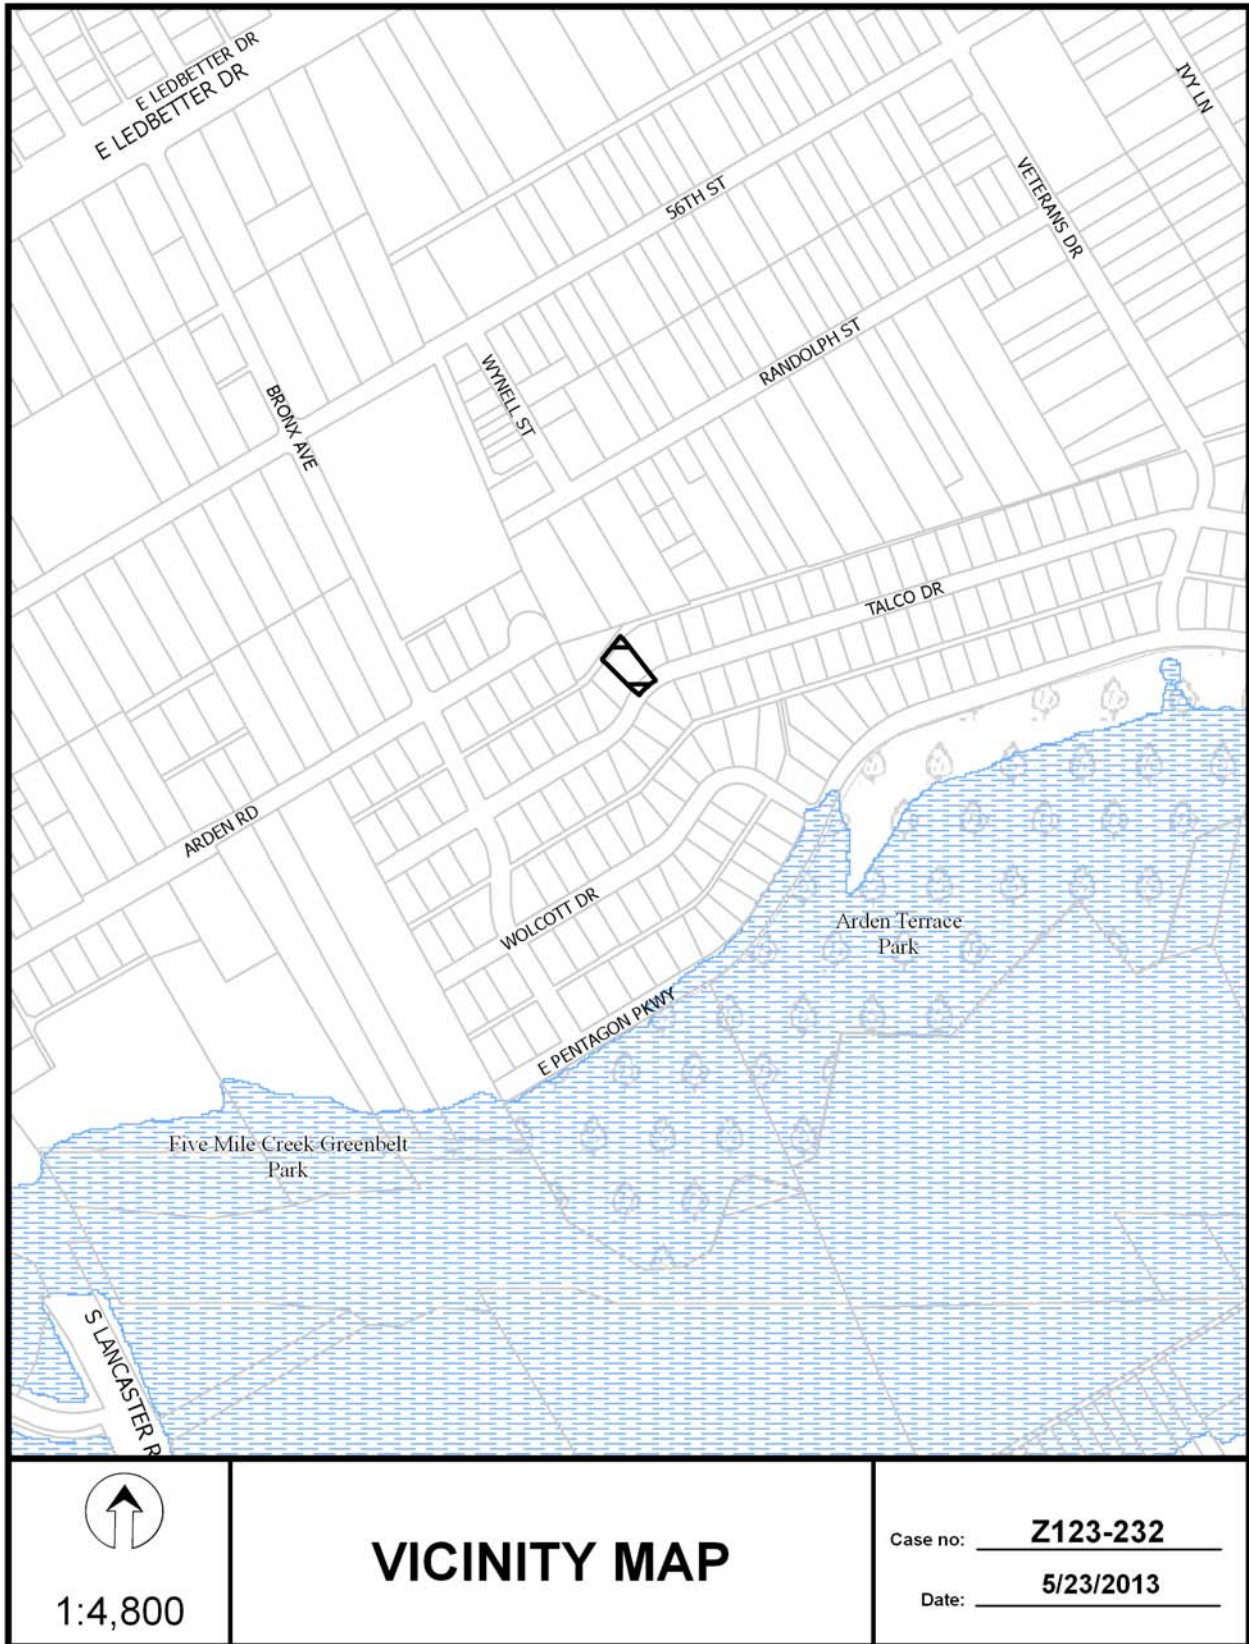 E LEDBETTER DR
E LEDBETTER DR
IVY LN
56TH ST
VETERANS DR
RANDOLPH ST
WYNELL ST
BRONX AVE
TALCO DR
ARDEN RD
WOLCOTT DR
Arden Terrace
Park
E PENTAGON PKWY
Five Mile Creek Greenbelt
Park
S LANCASTER R
1:4,800
VICINITY MAP
Case no: Z123-232
Date: 5/23/2013